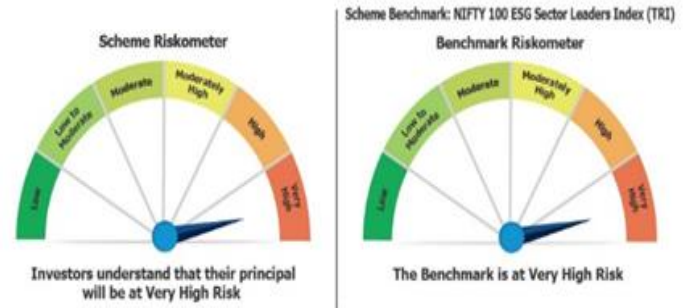 Scheme Riskometer
Low
Low to
Moderate
Moderate
Moderately
High
High
Very
High
Investors understand that their principal
will be at Very High Risk
Scheme Benchmark: NIFTY 100 ESG Sector Leaders Index (TRI)
Benchmark Riskometer
Low
Low to
Moderate
Moderate
Moderately
High
High
Very
High
The Benchmark is at Very High Risk